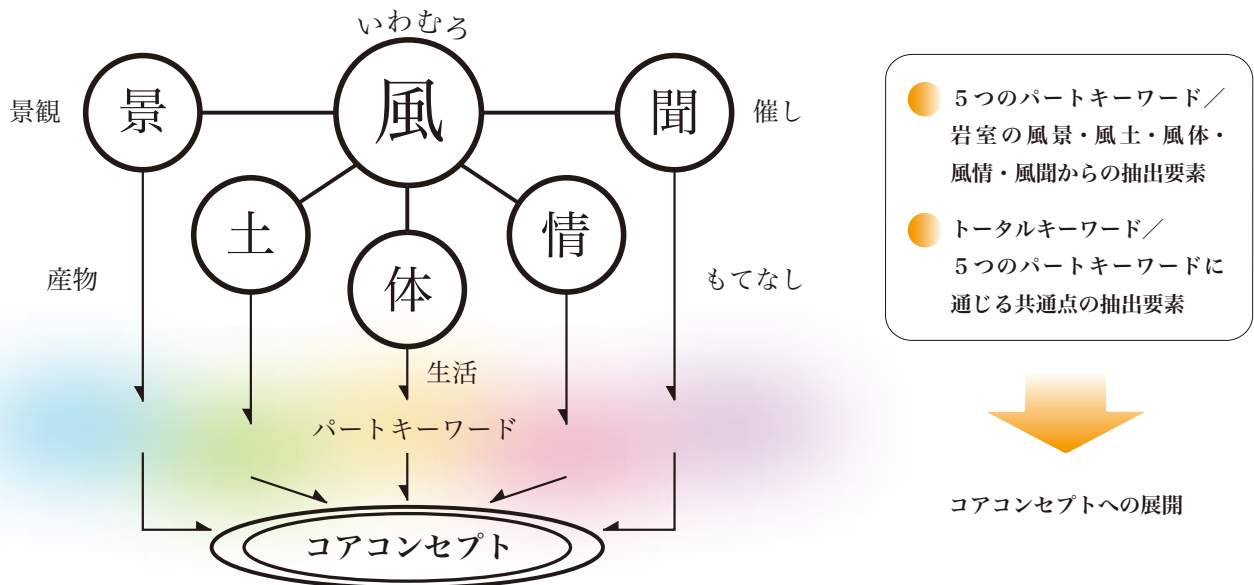 いわむろ
景観
景
風
聞
催し
土
体
情
産物
もてなし
生活
パートキーワード
コアコンセプト
５つのパートキーワード／
岩室の風景・風土・風体・
風情・風聞からの抽出要素
トータルキーワード／
５つのパートキーワードに
通じる共通点の抽出要素
コアコンセプトへの展開